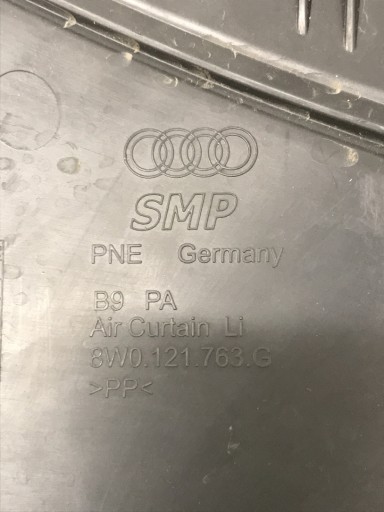 SMP
PNE Germany
B9 PA
Air Curtain Li
8W0.121.763.G
>PP<